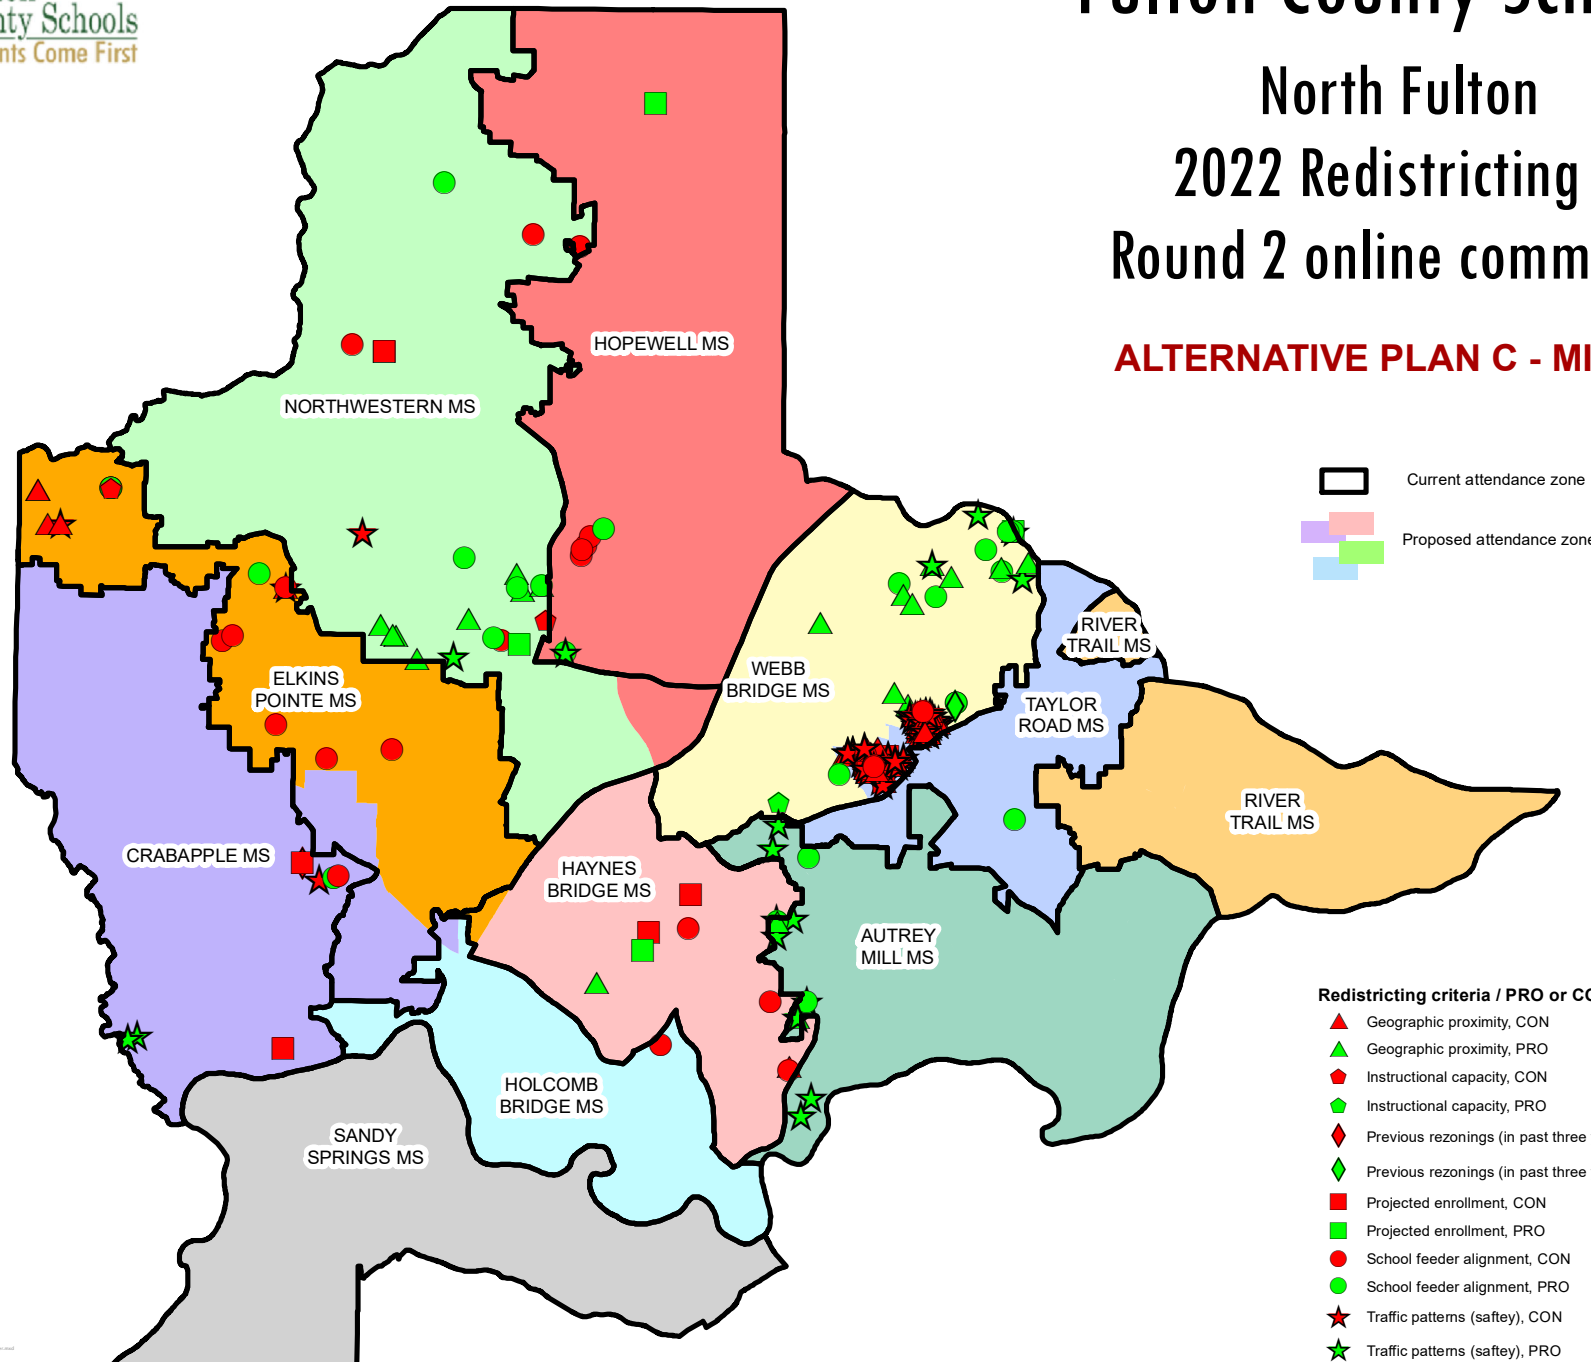 nty Schools
nts Come First
North Fulton
2022 Redistricting
Round 2 online comm
ALTERNATIVE PLAN C - MI
Current attendance zone
Proposed attendance zone
HOPEWELL MS
NORTHWESTERN MS
RIVER
TRAIL MS
WEBB
BRIDGE MS
ELKINS
POINTE MS
TAYLOR
ROAD MS
RIVER
TRAIL MS
CRABAPPLE MS
HAYNES
BRIDGE MS
AUTREY
MILL MS
HOLCOMB
BRIDGE MS
SANDY
SPRINGS MS
Redistricting criteria / PRO or CO
Geographic proximity, CON
Geographic proximity, PRO
Instructional capacity, CON
Instructional capacity, PRO
Previous rezonings (in past three
Previous rezonings (in past three
Projected enrollment, CON
Projected enrollment, PRO
School feeder alignment, CON
School feeder alignment, PRO
Traffic patterns (saftey), CON
Traffic patterns (saftey), PRO